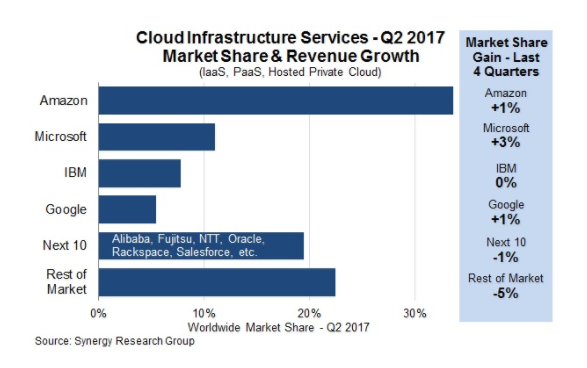 Cloud Infrastructure Services - Q2 2017
Market Share & Revenue Growth
(IaaS, PaaS, Hosted Private Cloud)
Amazon
Microsoft
IBM
Google
Next 10
Alibaba, Fujitsu, NTT, Oracle,
Rackspace, Salesforce, etc.
Rest of
Market
0%
10%
20%
30%
Worldwide Market Share - Q2 2017
Source: Synergy Research Group
Market Share
Gain - Last
4 Quarters
Amazon
+1%
Microsoft
+3%
IBM
0%
Google
+1%
Next 10
-1%
Rest of Market
-5%